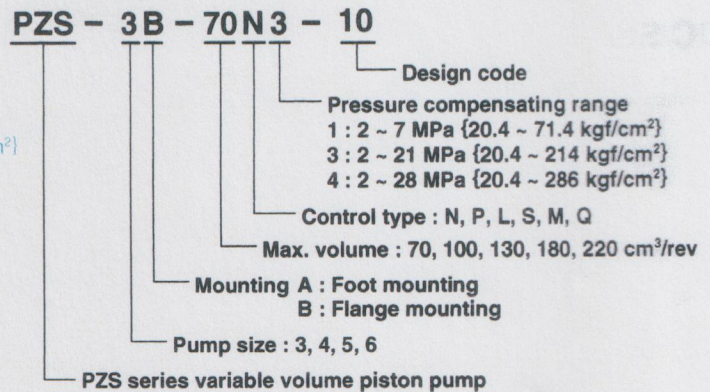 PZS - 3 B - 70 N 3 - 10
Design code
Pressure compensating range
1 : 2 ~ 7 MPa {20.4 ~ 71.4 kgf/cm²}
3 : 2 ~ 21 MPa {20.4 ~ 214 kgf/cm²}
4 : 2 ~ 28 MPa {20.4 ~ 286 kgf/cm²}
Control type : N, P, L, S, M, Q
Max. volume : 70, 100, 130, 180, 220 cm³/rev
Mounting A : Foot mounting
B : Flange mounting
Pump size : 3, 4, 5, 6
PZS series variable volume piston pump